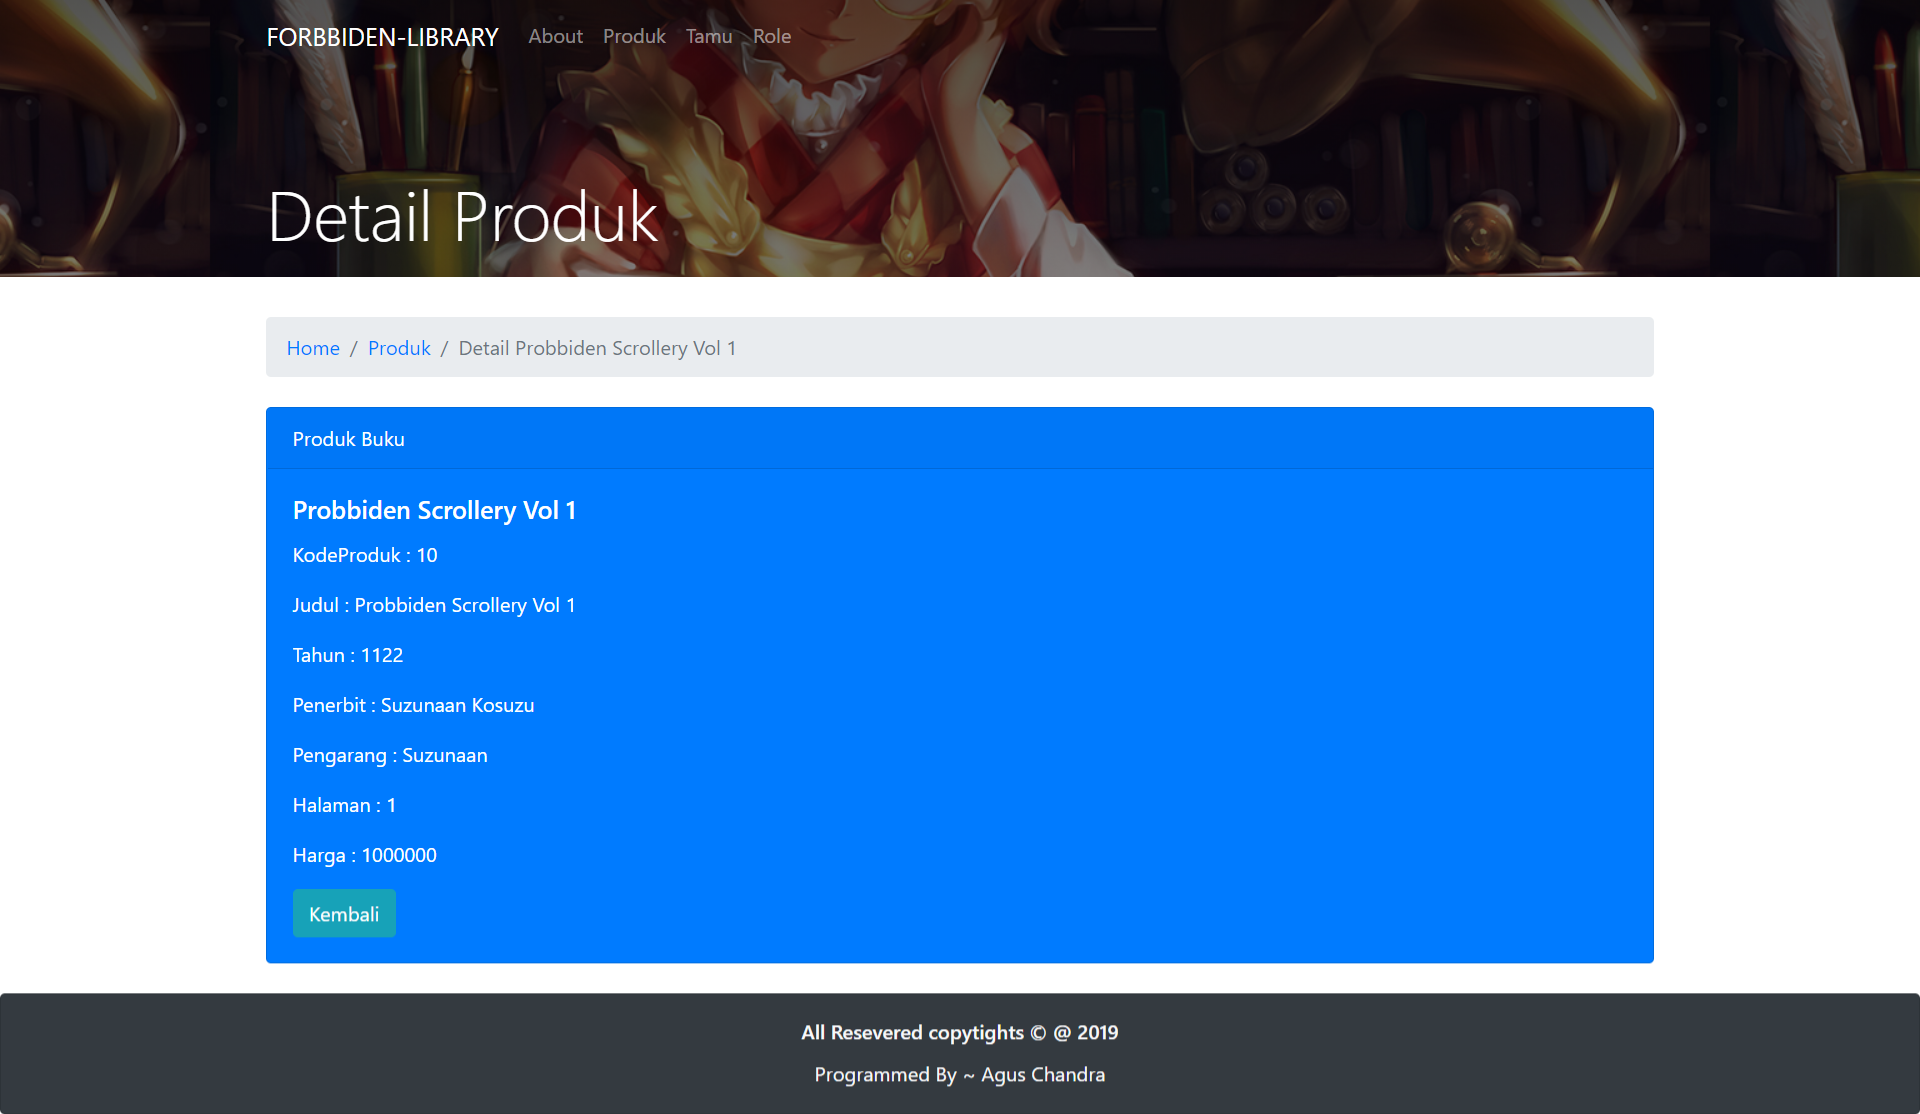 FORBBIDEN-LIBRARY About Produk Tamu Role
Detail Produk
Home / Produk / Detail Probbiden Scrollery Vol 1
Produk Buku
Probbiden Scrollery Vol 1
KodeProduk : 10
Judul : Probbiden Scrollery Vol 1
Tahun : 1122
Penerbit : Suzunaan Kosuzu
Pengarang : Suzunaan
Halaman : 1
Harga : 1000000
Kembali
All Resevered copytights © @ 2019
Programmed By ~ Agus Chandra